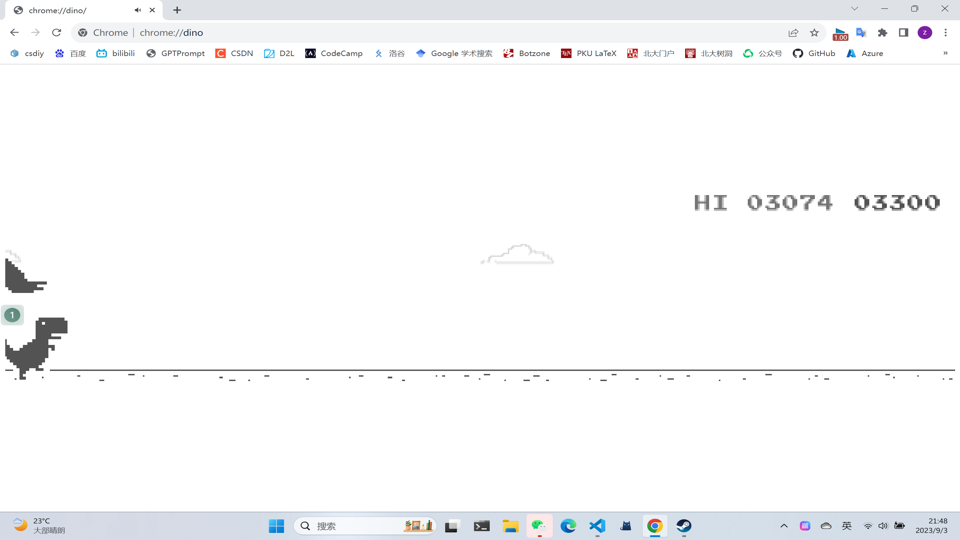 chrome://dino/
Chrome | chrome://dino
1.00
z
csdiy 百度 bilibili GPTPrompt CSDN D2L CodeCamp 洛谷 Google 学术搜索 Botzone PKU LaTeX 北大门户 北大树洞 公众号 GitHub Azure »
HI 03074 03300
1
23°C
大部晴朗
搜索
英
21:48
2023/9/3